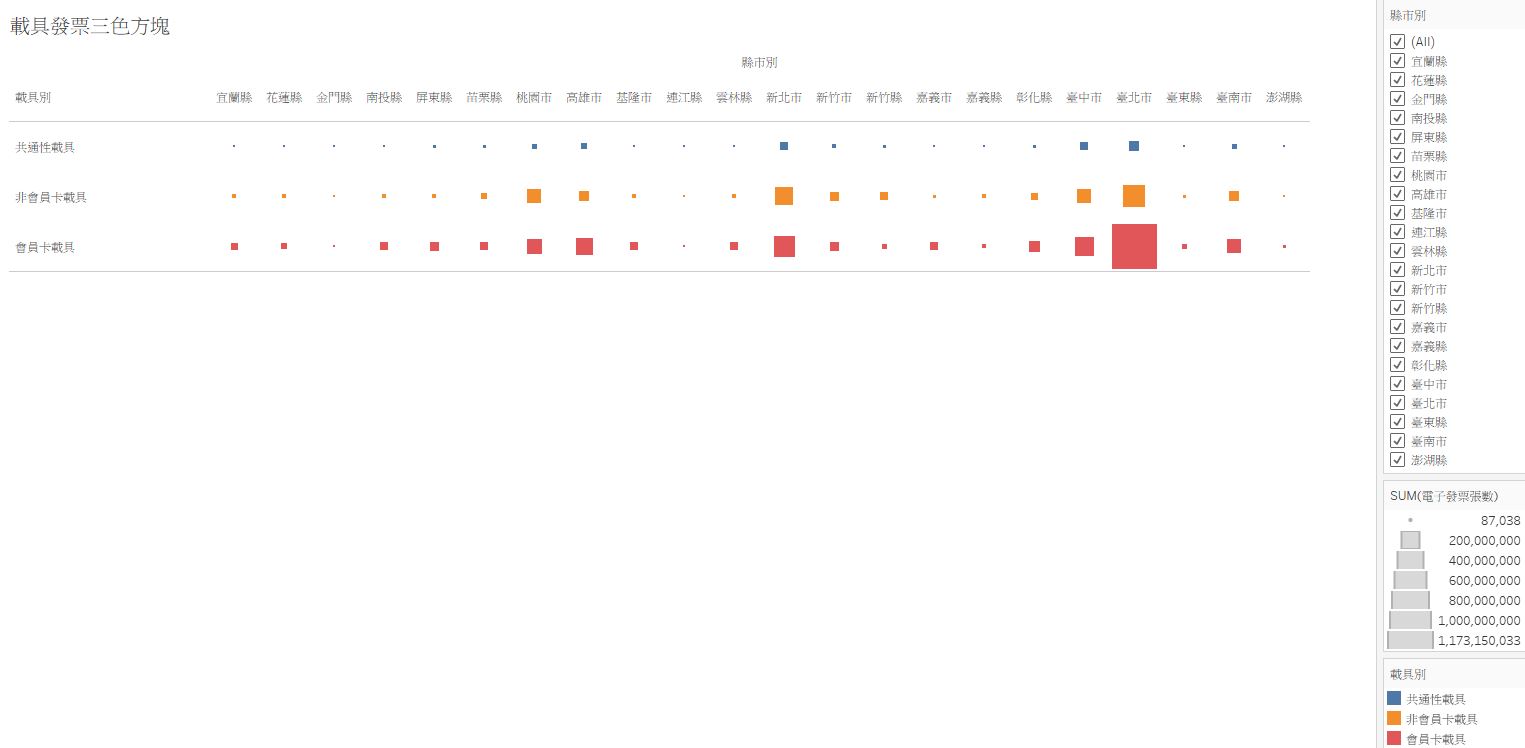 載具發票三色方塊
縣市別
載具別 宜蘭縣 花蓮縣 金門縣 南投縣 屏東縣 苗栗縣 桃園市 高雄市 基隆市 連江縣 雲林縣 新北市 新竹市 新竹縣 嘉義市 嘉義縣 彰化縣 臺中市 臺北市 臺東縣 臺南市 澎湖縣
共通性載具
非會員卡載具
會員卡載具
縣市別
(All)
宜蘭縣
花蓮縣
金門縣
南投縣
屏東縣
苗栗縣
桃園市
高雄市
基隆市
連江縣
雲林縣
新北市
新竹市
新竹縣
嘉義市
嘉義縣
彰化縣
臺中市
臺北市
臺東縣
臺南市
澎湖縣
SUM(電子發票張數)
87,038
200,000,000
400,000,000
600,000,000
800,000,000
1,000,000,000
1,173,150,033
載具別
共通性載具
非會員卡載具
會員卡載具